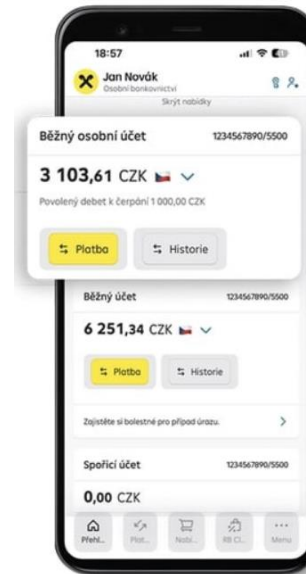 18:57
Jan Novák
Osobní bankovnictví
Skrýt nabídky
Běžný osobní účet 1234567890/5500
3 103,61 CZK
Povolený debet k čerpání 1 000,00 CZK
Platba Historie
Běžný účet 1234567890/5500
6 251,34 CZK
Platba Historie
Zajistěte si bolestné pro případ úrazu.
Spořicí účet 1234567890/5500
0,00 CZK
Přehl... Plat... Nabí... RB Cl... Menu